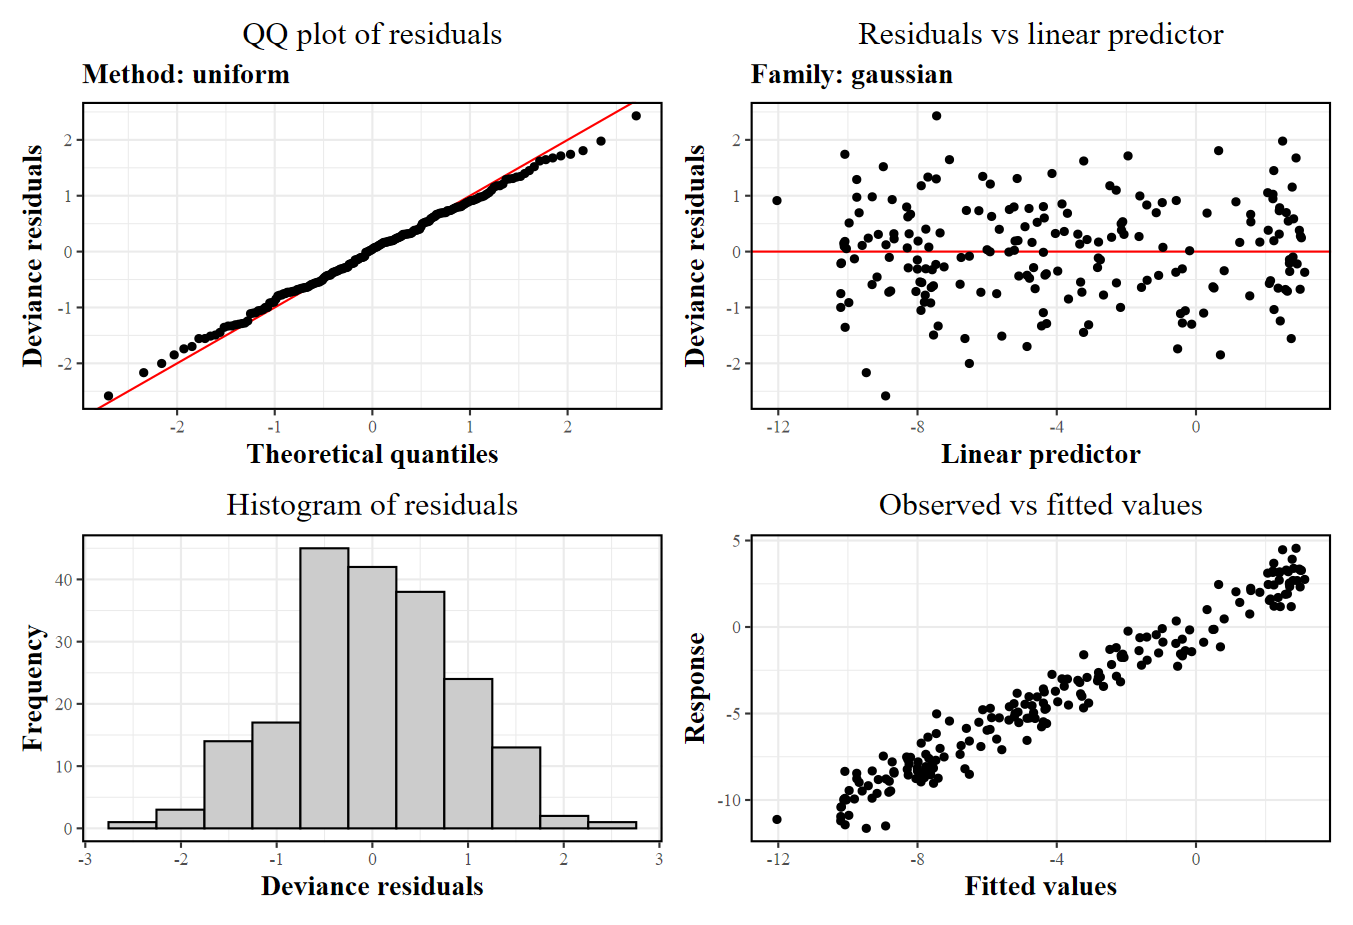 QQ plot of residuals
Method: uniform
Deviance residuals
2
1
0
-1
-2
-2
-1
0
1
2
Theoretical quantiles
Residuals vs linear predictor
Family: gaussian
Deviance residuals
2
1
0
-1
-2
-12
-8
-4
0
Linear predictor
Histogram of residuals
Frequency
40
30
20
10
0
-3
-2
-1
0
1
2
3
Deviance residuals
Observed vs fitted values
Response
5
0
-5
-10
-12
-8
-4
0
Fitted values